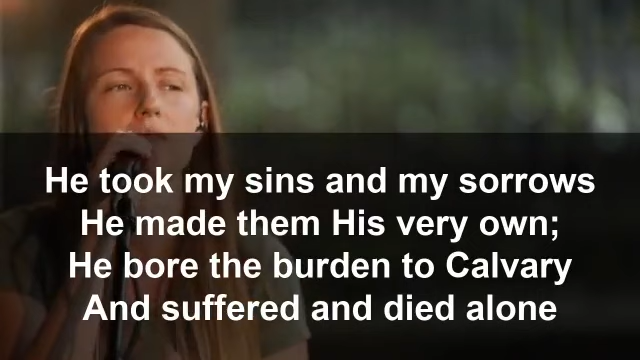 He took my sins and my sorrows
He made them His very own;
He bore the burden to Calvary
And suffered and died alone